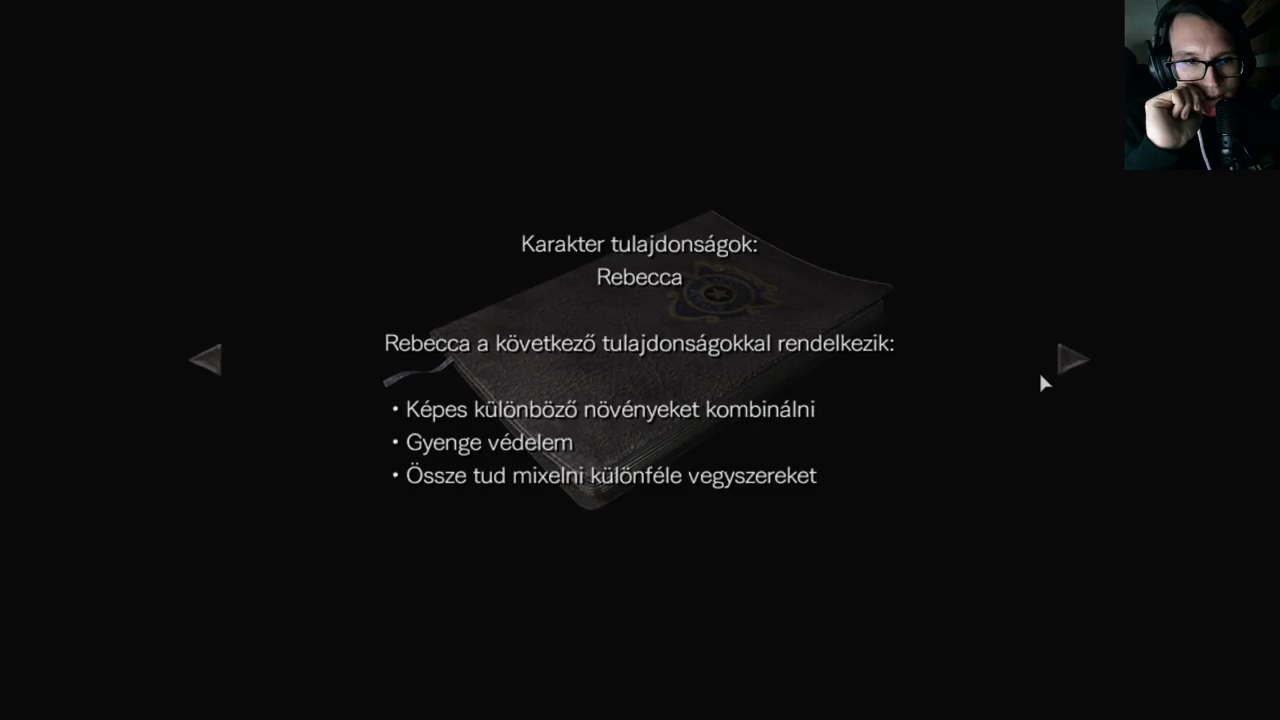 Karakter tulajdonságok:
Rebecca
Rebecca a következő tulajdonságokkal rendelkezik:
• Képes különböző növényeket kombinálni
• Gyenge védelem
• Össze tud mixelni különféle vegyszereket